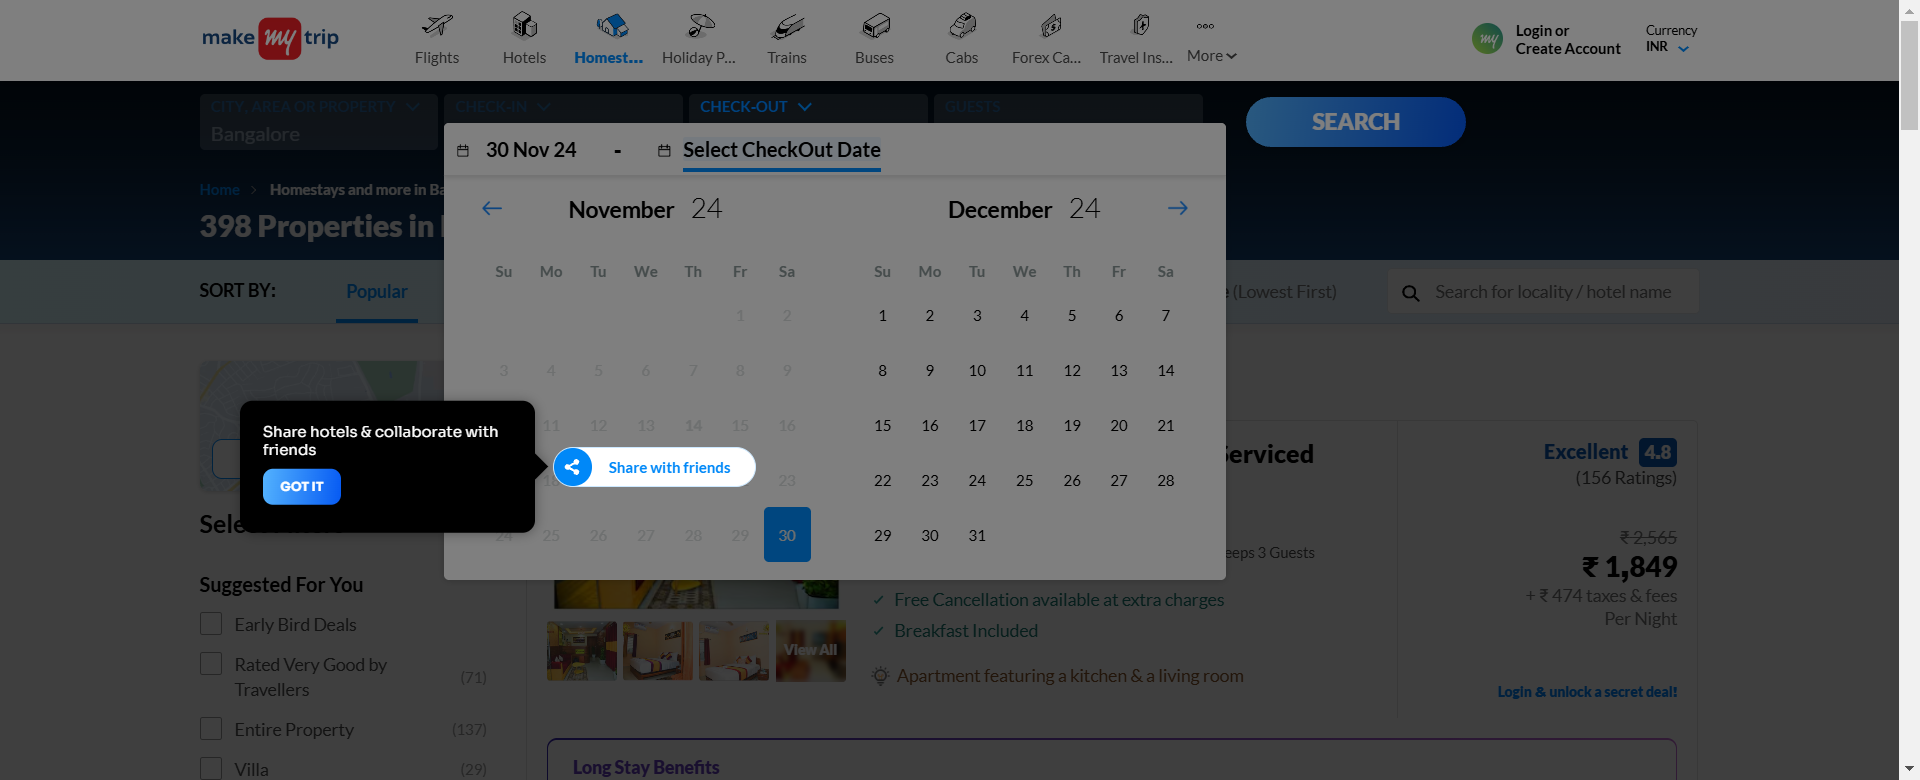 make my trip
Flights
Hotels
Homest...
Holiday P...
Trains
Buses
Cabs
Forex Ca...
Travel Ins...
More
my
Login or
Create Account
Currency
INR
CITY, AREA OR PROPERTY
Bangalore
CHECK-IN
CHECK-OUT
GUESTS
SEARCH
30 Nov 24 - Select CheckOut Date
Home > Homestays and more in Ba
398 Properties in
November 24
Su Mo Tu We Th Fr Sa
1 2
3 4 5 6 7 8 9
11 12 13 14 15 16
18 23
24 25 26 27 28 29 30
December 24
Su Mo Tu We Th Fr Sa
1 2 3 4 5 6 7
8 9 10 11 12 13 14
15 16 17 18 19 20 21
22 23 24 25 26 27 28
29 30 31
SORT BY:
Popular
(Lowest First)
Search for locality / hotel name
Share hotels & collaborate with
friends
GOT IT
Share with friends
Suggested For You
Early Bird Deals
Rated Very Good by
Travellers
(71)
Entire Property (137)
Villa (29)
Serviced
eeps 3 Guests
Free Cancellation available at extra charges
Breakfast Included
View All
Apartment featuring a kitchen & a living room
Excellent 4.8
(156 Ratings)
₹ 2,565
₹ 1,849
+ ₹ 474 taxes & fees
Per Night
Login & unlock a secret deal!
Long Stay Benefits